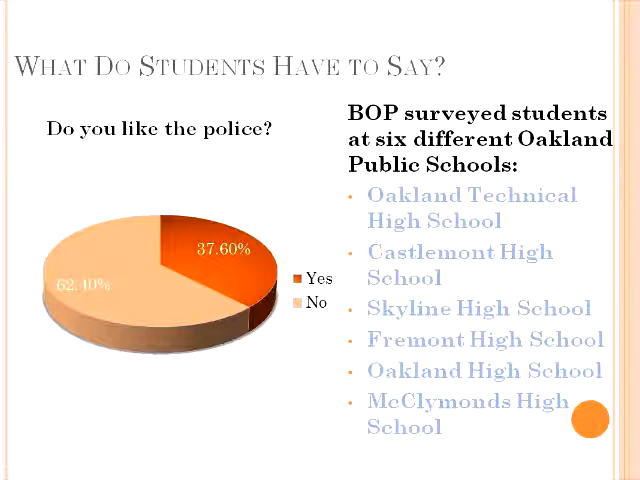 WHAT DO STUDENTS HAVE TO SAY?
Do you like the police?
37.60%
62.40%
Yes
No
BOP surveyed students
at six different Oakland
Public Schools:
• Oakland Technical
High School
• Castlemont High
School
• Skyline High School
• Fremont High School
• Oakland High School
• McClymonds High
School